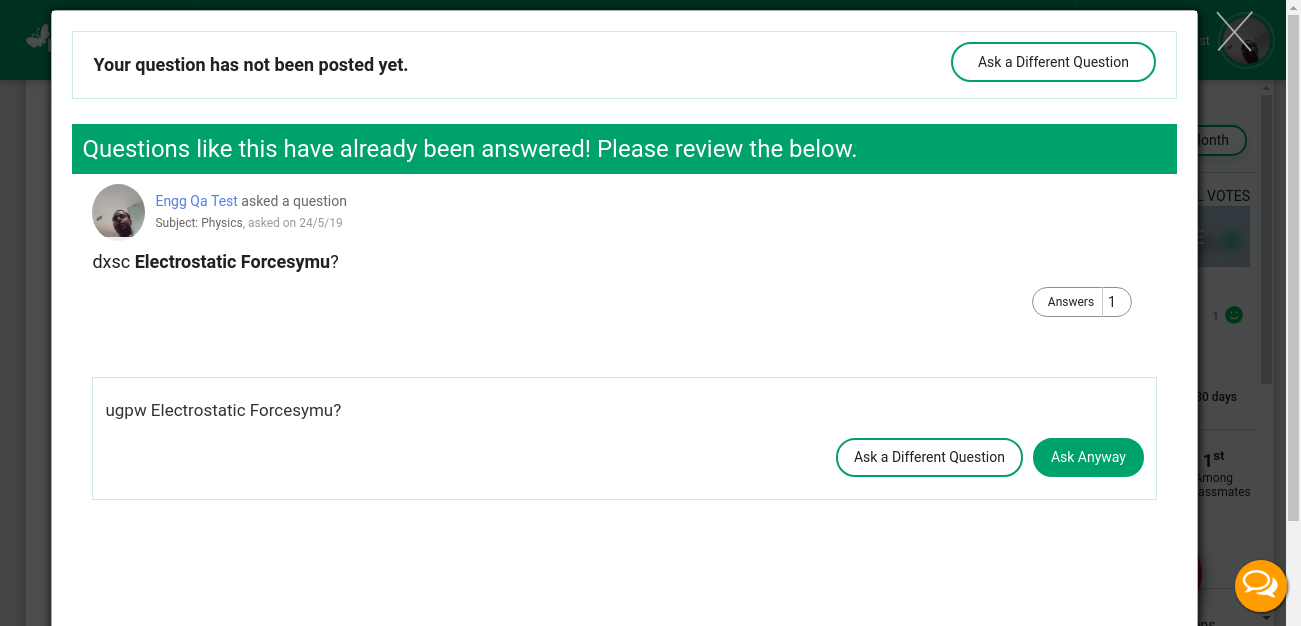 Your question has not been posted yet.
Ask a Different Question
Questions like this have already been answered! Please review the below.
Engg Qa Test asked a question
Subject: Physics, asked on 24/5/19
dxsc Electrostatic Forcesymu?
Answers 1
ugpw Electrostatic Forcesymu?
Ask a Different Question
Ask Anyway
st
onth
L VOTES
1
30 days
1st
Among
assmates